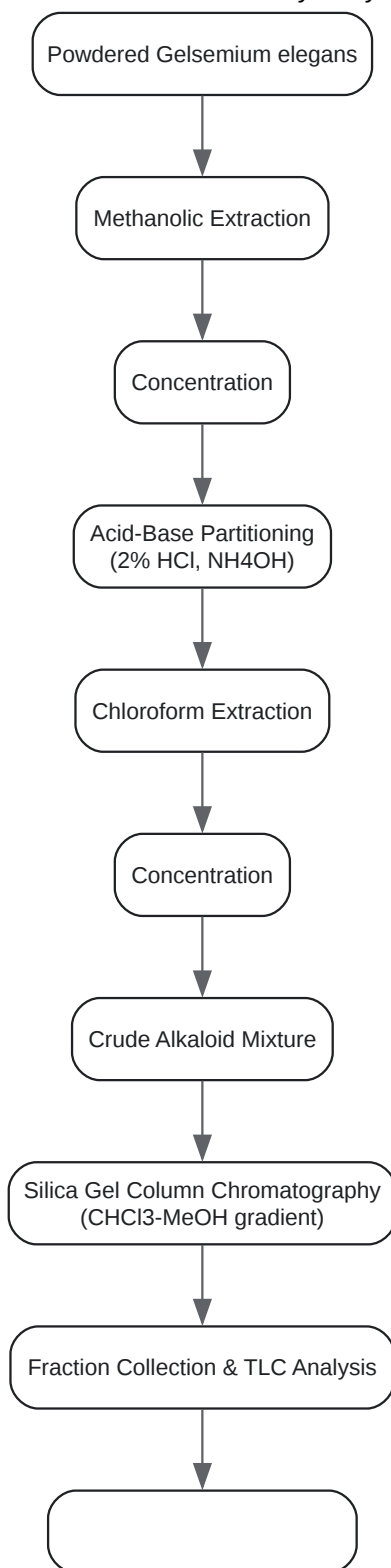 Powdered Gelsemium elegans
Methanolic Extraction
Concentration
Acid-Base Partitioning
(2% HCl, NH4OH)
Chloroform Extraction
Concentration
Crude Alkaloid Mixture
Silica Gel Column Chromatography
(CHCl3-MeOH gradient)
Fraction Collection & TLC Analysis